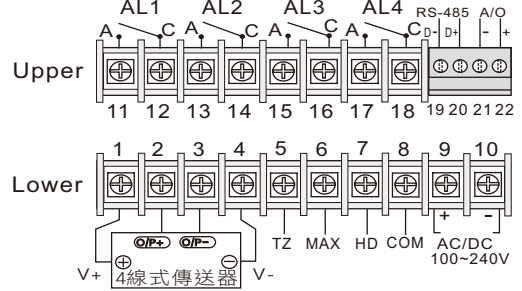 AL1 AL2 AL3 AL4 RS-485 A/O
A C A C A C A C D- D+ - +
Upper
11 12 13 14 15 16 17 18 19 20 21 22
1 2 3 4 5 6 7 8 9 10
Lower
+ -
O/P+ O/P- TZ MAX HD COM AC/DC
100~240V
V+ 4線式傳送器 V-